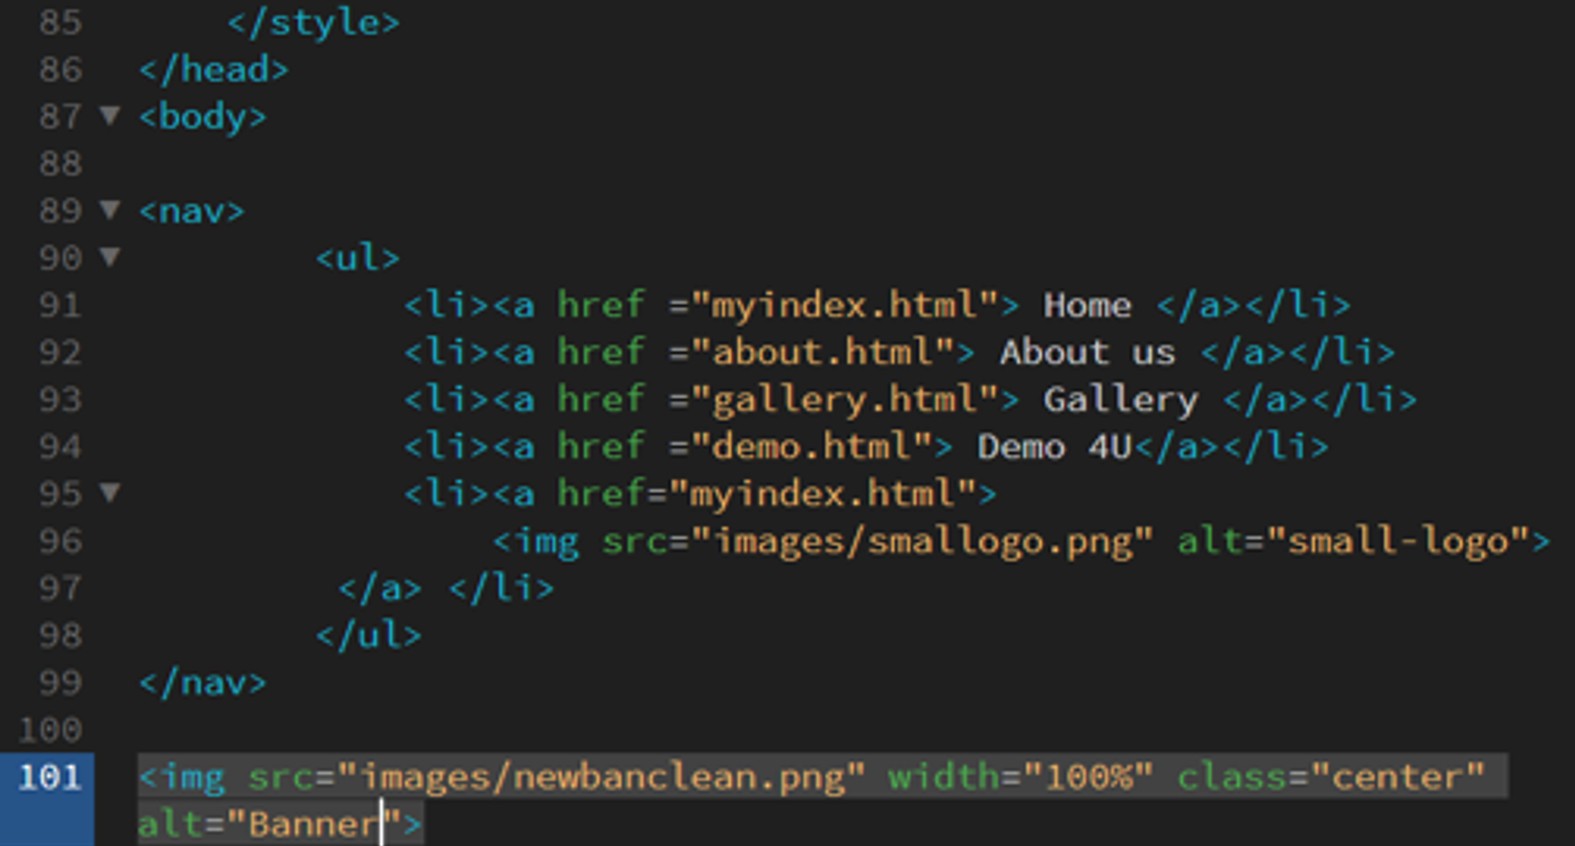 85 </style>
86 </head>
87 ▼ <body>
88
89 ▼ <nav>
90 ▼ <ul>
91 <li><a href ="myindex.html"> Home </a></li>
92 <li><a href ="about.html"> About us </a></li>
93 <li><a href ="gallery.html"> Gallery </a></li>
94 <li><a href ="demo.html"> Demo 4U</a></li>
95 ▼ <li><a href="myindex.html">
96 <img src="images/smallogo.png" alt="small-logo">
97 </a> </li>
98 </ul>
99 </nav>
100
101 <img src="images/newbanclean.png" width="100%" class="center"
alt="Banner">